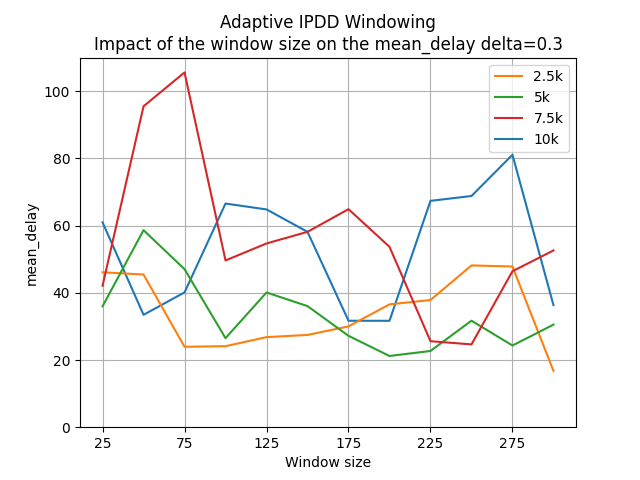 Adaptive IPDD Windowing
Impact of the window size on the mean_delay delta=0.3
2.5k
5k
7.5k
10k
mean_delay
100
80
60
40
20
0
25 75 125 175 225 275
Window size